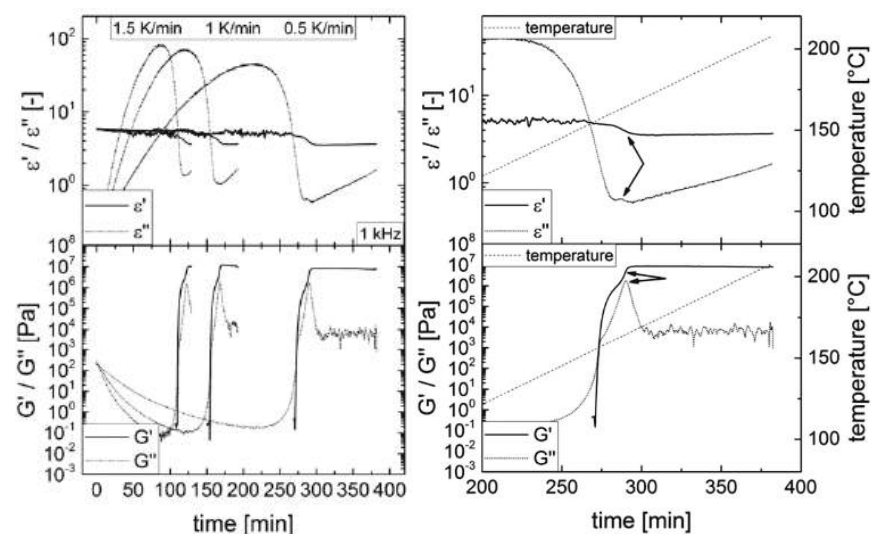 1.5 K/min 1 K/min 0.5 K/min
10²
10¹
10⁰
ε' / ε" [-]
ε'
ε"
1 kHz
10⁸
10⁷
10⁶
10⁵
10⁴
10³
10²
10¹
10⁰
10⁻¹
10⁻²
10⁻³
G' / G" [Pa]
G'
G"
0 50 100 150 200 250 300 350 400
time [min]
temperature
10¹
10⁰
ε' / ε" [-]
ε'
ε"
200
150
100
temperature [°C]
temperature
10⁸
10⁷
10⁶
10⁵
10⁴
10³
10²
10¹
10⁰
10⁻¹
10⁻²
10⁻³
G' / G" [Pa]
G'
G"
200
150
100
temperature [°C]
200 250 300 350 400
time [min]